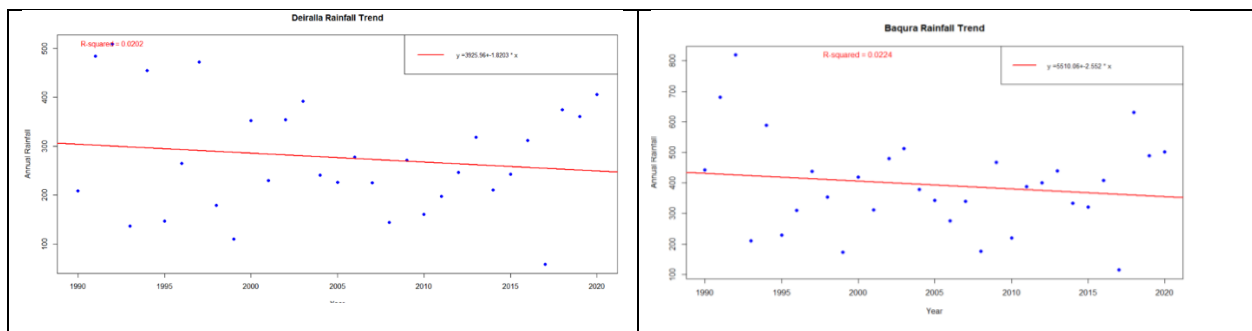 Deiralla Rainfall Trend
R-squared = 0.0202
y =3925.96+-1.8203 * x
500
400
300
200
100
Annual Rainfall
1990
1995
2000
2005
2010
2015
2020
Year
Baqura Rainfall Trend
R-squared = 0.0224
y =5510.06+-2.552 * x
800
700
600
500
400
300
200
100
Annual Rainfall
1990
1995
2000
2005
2010
2015
2020
Year